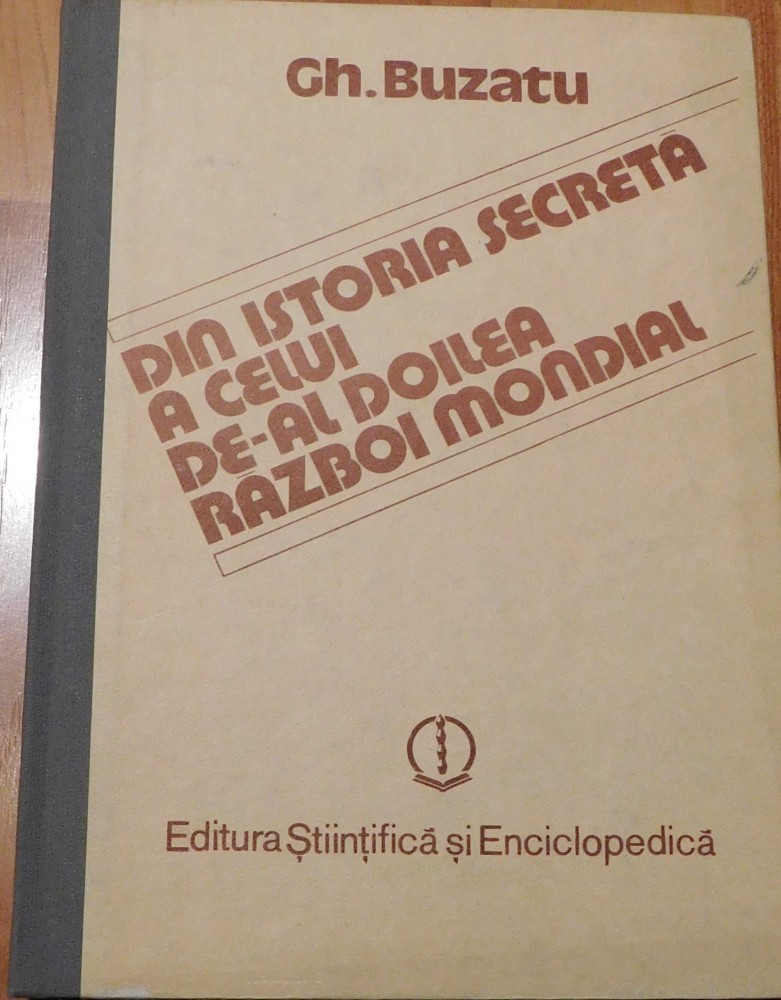 Gh. Buzatu
DIN ISTORIA SECRETĂ
A CELUI
DE-AL DOILEA
RĂZBOI MONDIAL
Editura Științifică și Enciclopedică